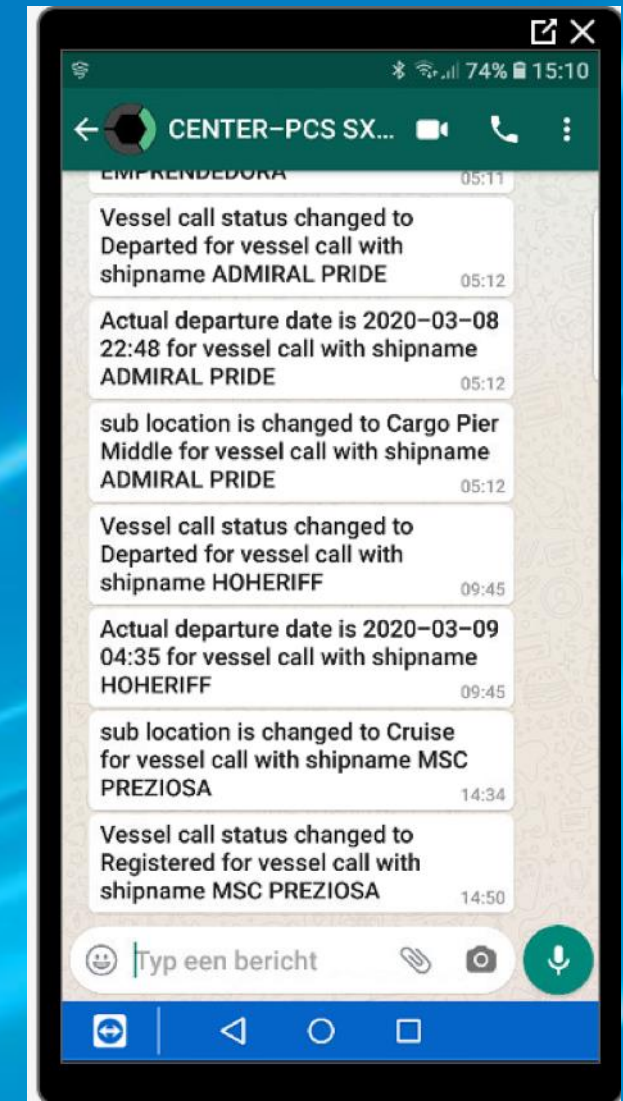 74% 15:10
CENTER-PCS SX...
EMPRENDEDORA 05:11
Vessel call status changed to
Departed for vessel call with
shipname ADMIRAL PRIDE 05:12
Actual departure date is 2020-03-08
22:48 for vessel call with shipname
ADMIRAL PRIDE 05:12
sub location is changed to Cargo Pier
Middle for vessel call with shipname
ADMIRAL PRIDE 05:12
Vessel call status changed to
Departed for vessel call with
shipname HOHERIFF 09:45
Actual departure date is 2020-03-09
04:35 for vessel call with shipname
HOHERIFF 09:45
sub location is changed to Cruise
for vessel call with shipname MSC
PREZIOSA 14:34
Vessel call status changed to
Registered for vessel call with
shipname MSC PREZIOSA 14:50
Typ een bericht